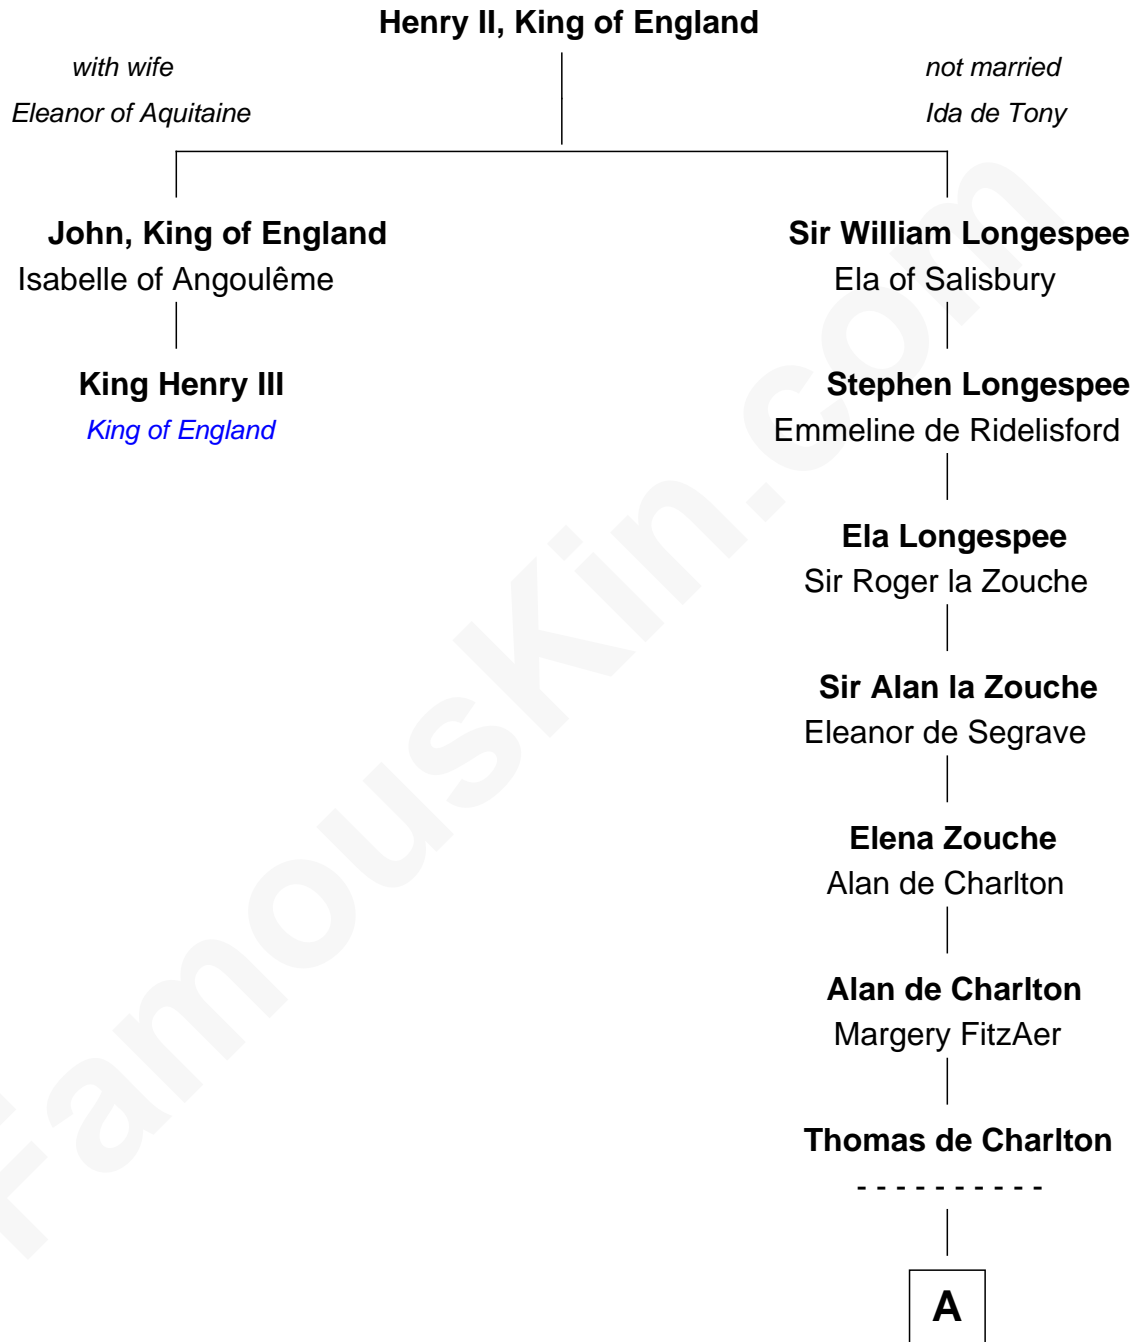 Henry II, King of England
with wife
Eleanor of Aquitaine
not married
Ida de Tony
John, King of England
Isabelle of Angoulême
Sir William Longespee
Ela of Salisbury
King Henry III
King of England
Stephen Longespee
Emmeline de Ridelisford
Ela Longespee
Sir Roger la Zouche
Sir Alan la Zouche
Eleanor de Segrave
Elena Zouche
Alan de Charlton
Alan de Charlton
Margery FitzAer
Thomas de Charlton
- - - - - - - - - -
A
FamousKin.com